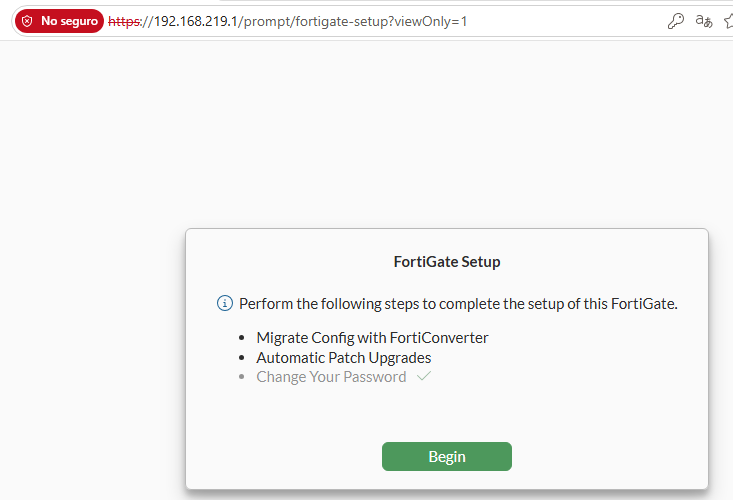 No seguro https://192.168.219.1/prompt/fortigate-setup?viewOnly=1
FortiGate Setup
Perform the following steps to complete the setup of this FortiGate.
• Migrate Config with FortiConverter
• Automatic Patch Upgrades
• Change Your Password
Begin